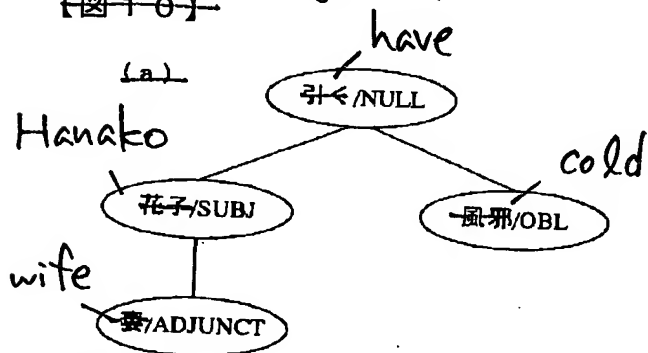 【図10】
have
(a)
引く/NULL
Hanako
cold
花子/SUBJ
風邪/OBL
wife
妻/ADJUNCT